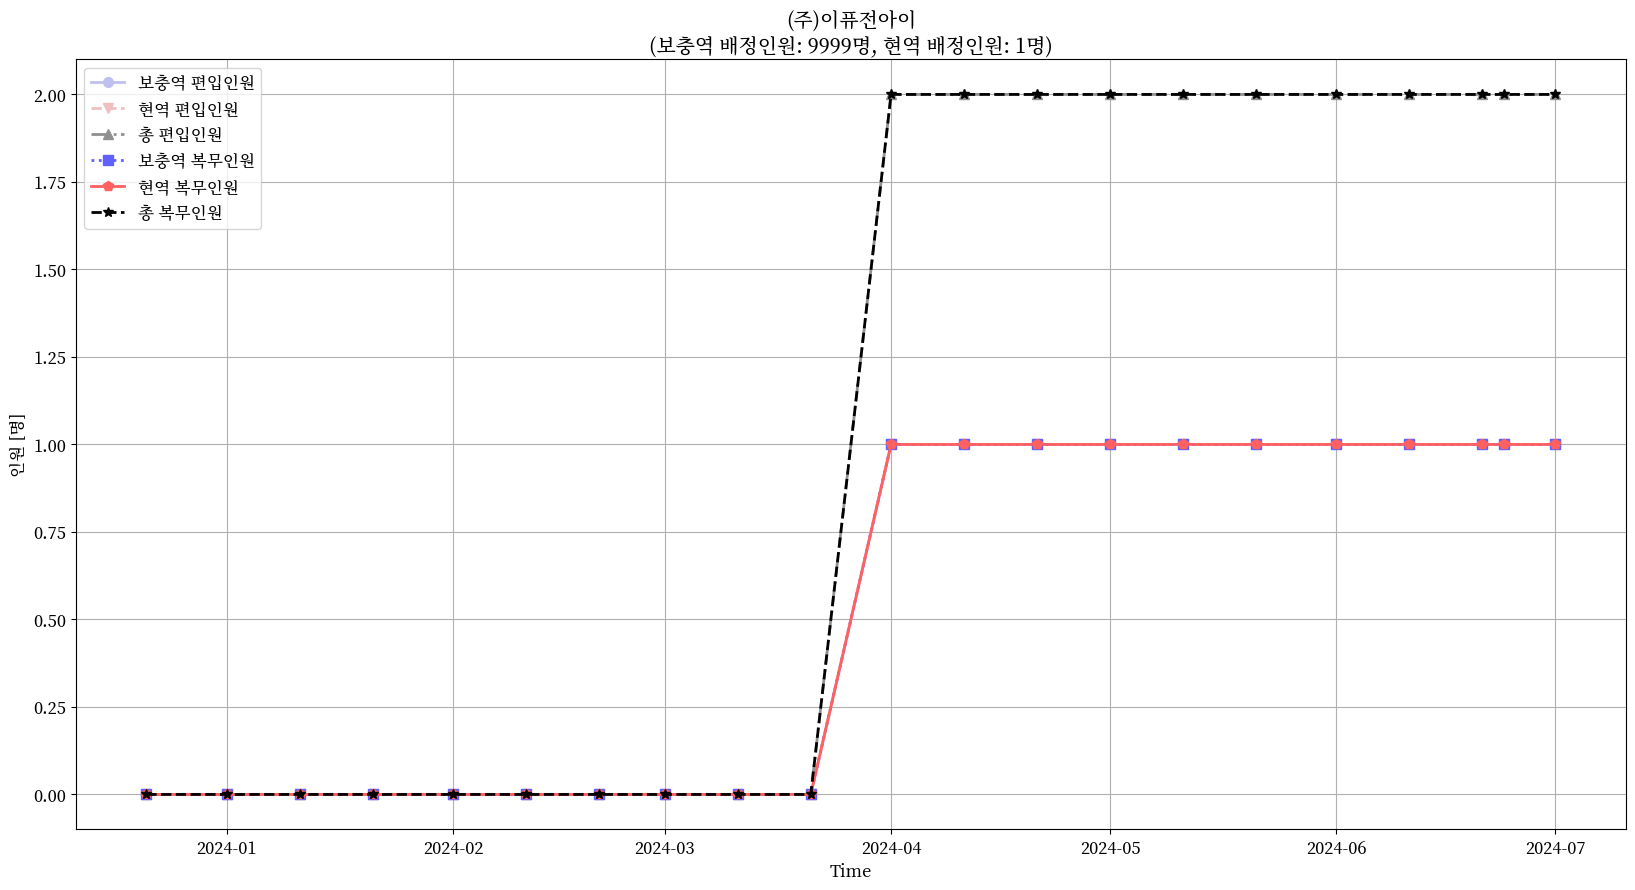 (주)이퓨전아이
(보충역 배정인원: 9999명, 현역 배정인원: 1명)
보충역 편입인원
현역 편입인원
총 편입인원
보충역 복무인원
현역 복무인원
총 복무인원
2.00
1.75
1.50
1.25
1.00
0.75
0.50
0.25
0.00
인원 [명]
2024-01 2024-02 2024-03 2024-04 2024-05 2024-06 2024-07
Time